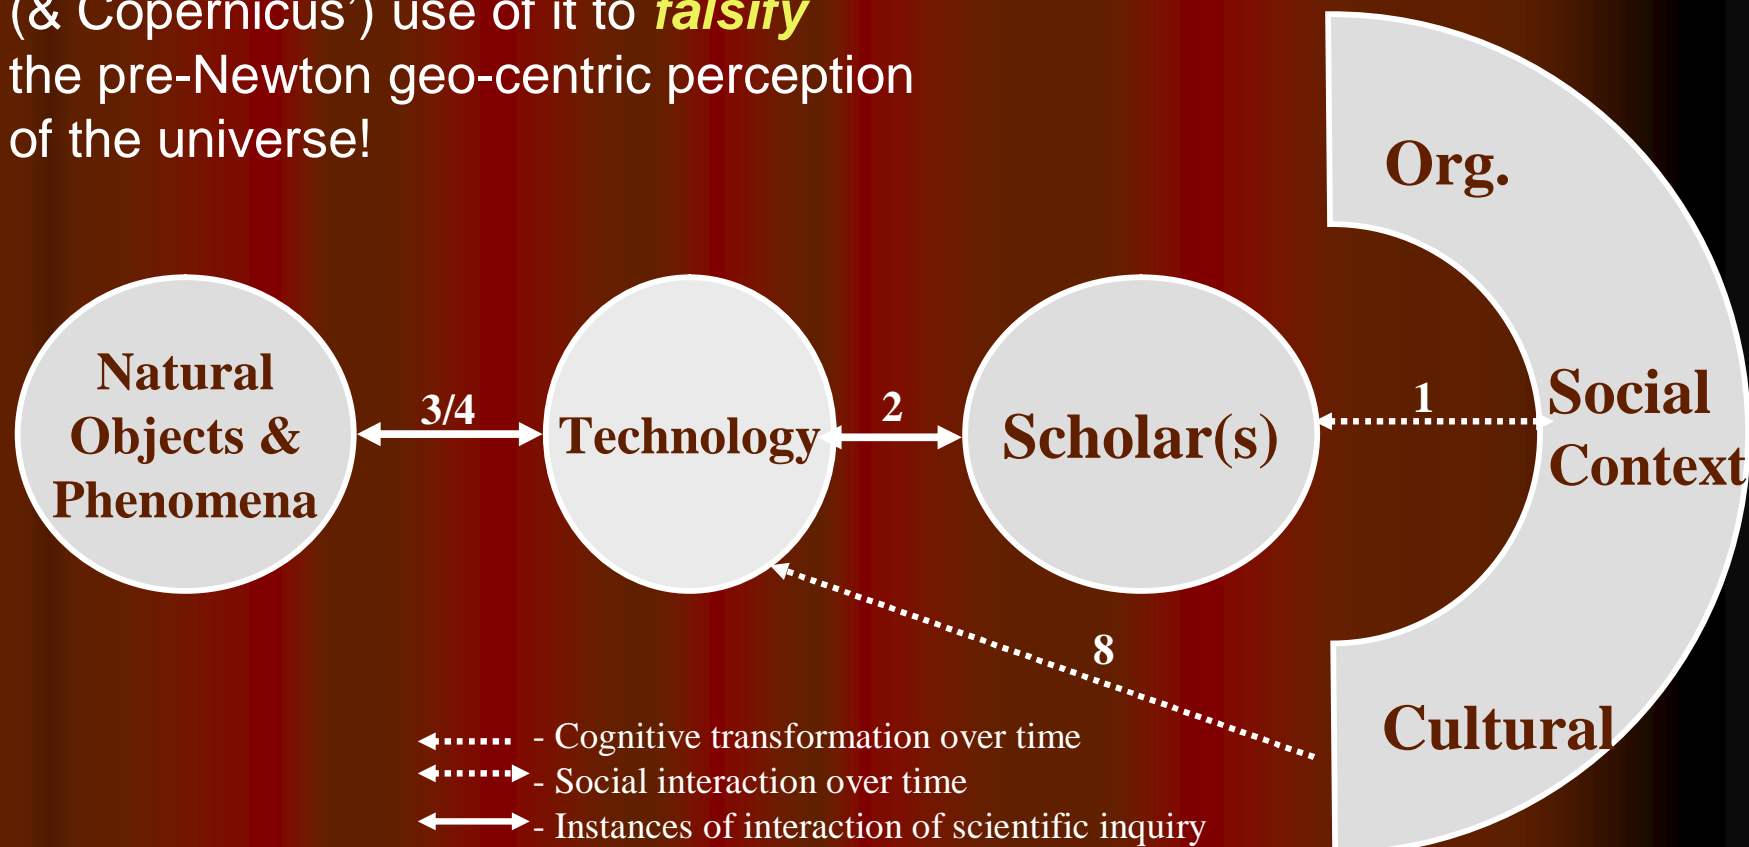 (& Copernicus’) use of it to falsify
the pre-Newton geo-centric perception
of the universe!
Org.
Natural
Objects &
Phenomena
3/4
Technology
2
Scholar(s)
1
Social
Context
8
Cultural
- Cognitive transformation over time
- Social interaction over time
- Instances of interaction of scientific inquiry